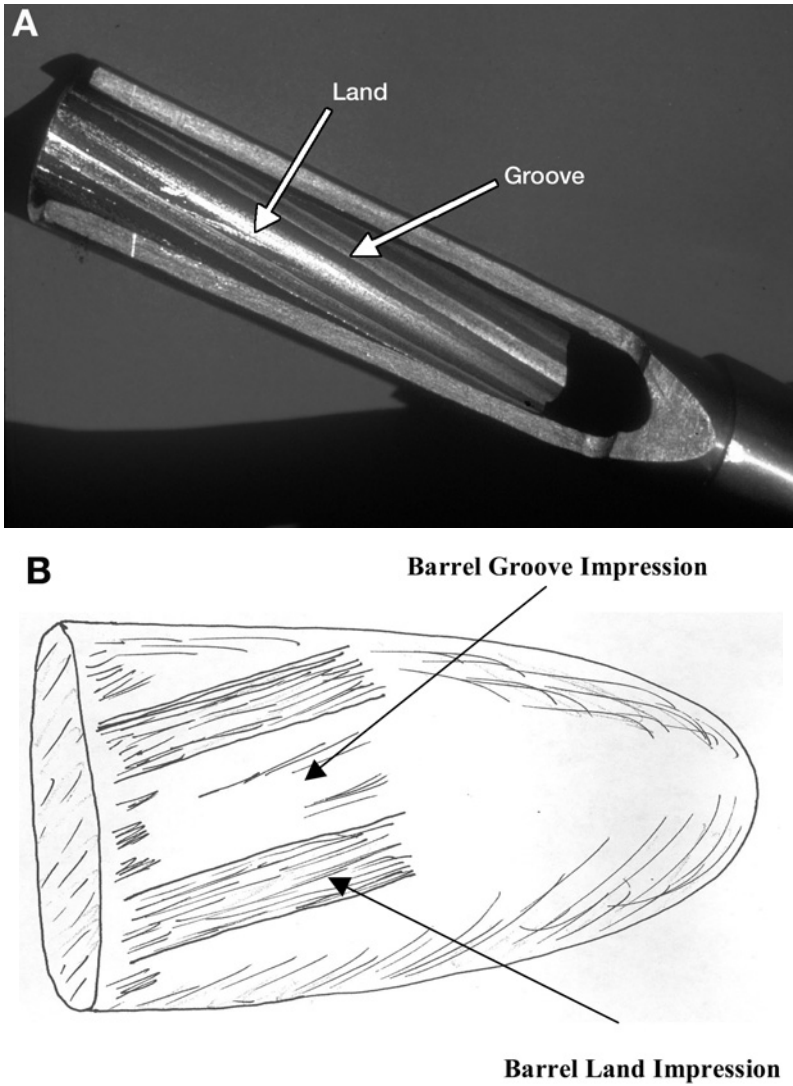 A
Land
Groove
B
Barrel Groove Impression
Barrel Land Impression